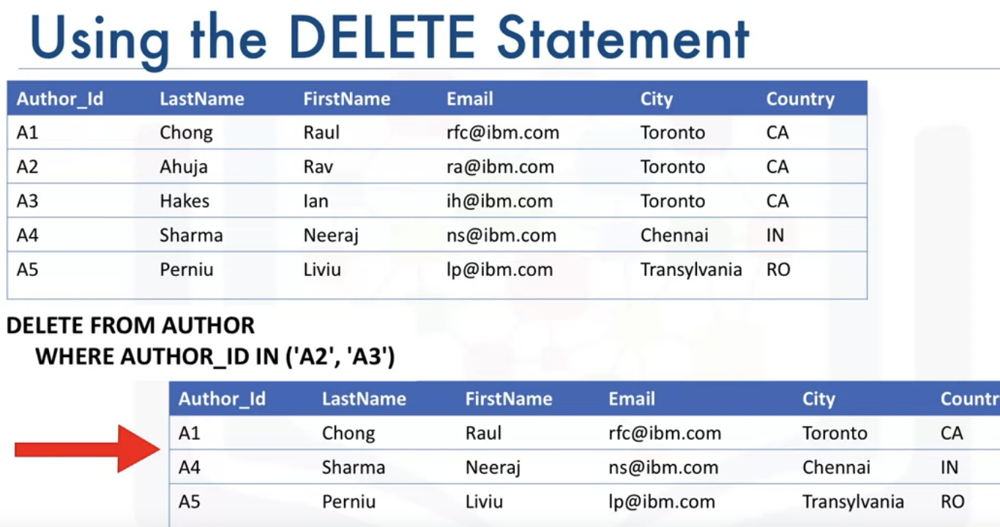 Using the DELETE Statement
Author_Id LastName FirstName Email City Country
A1 Chong Raul rfc@ibm.com Toronto CA
A2 Ahuja Rav ra@ibm.com Toronto CA
A3 Hakes Ian ih@ibm.com Toronto CA
A4 Sharma Neeraj ns@ibm.com Chennai IN
A5 Perniu Liviu lp@ibm.com Transylvania RO
DELETE FROM AUTHOR
WHERE AUTHOR_ID IN ('A2', 'A3')
Author_Id LastName FirstName Email City Countr
A1 Chong Raul rfc@ibm.com Toronto CA
A4 Sharma Neeraj ns@ibm.com Chennai IN
A5 Perniu Liviu lp@ibm.com Transylvania RO